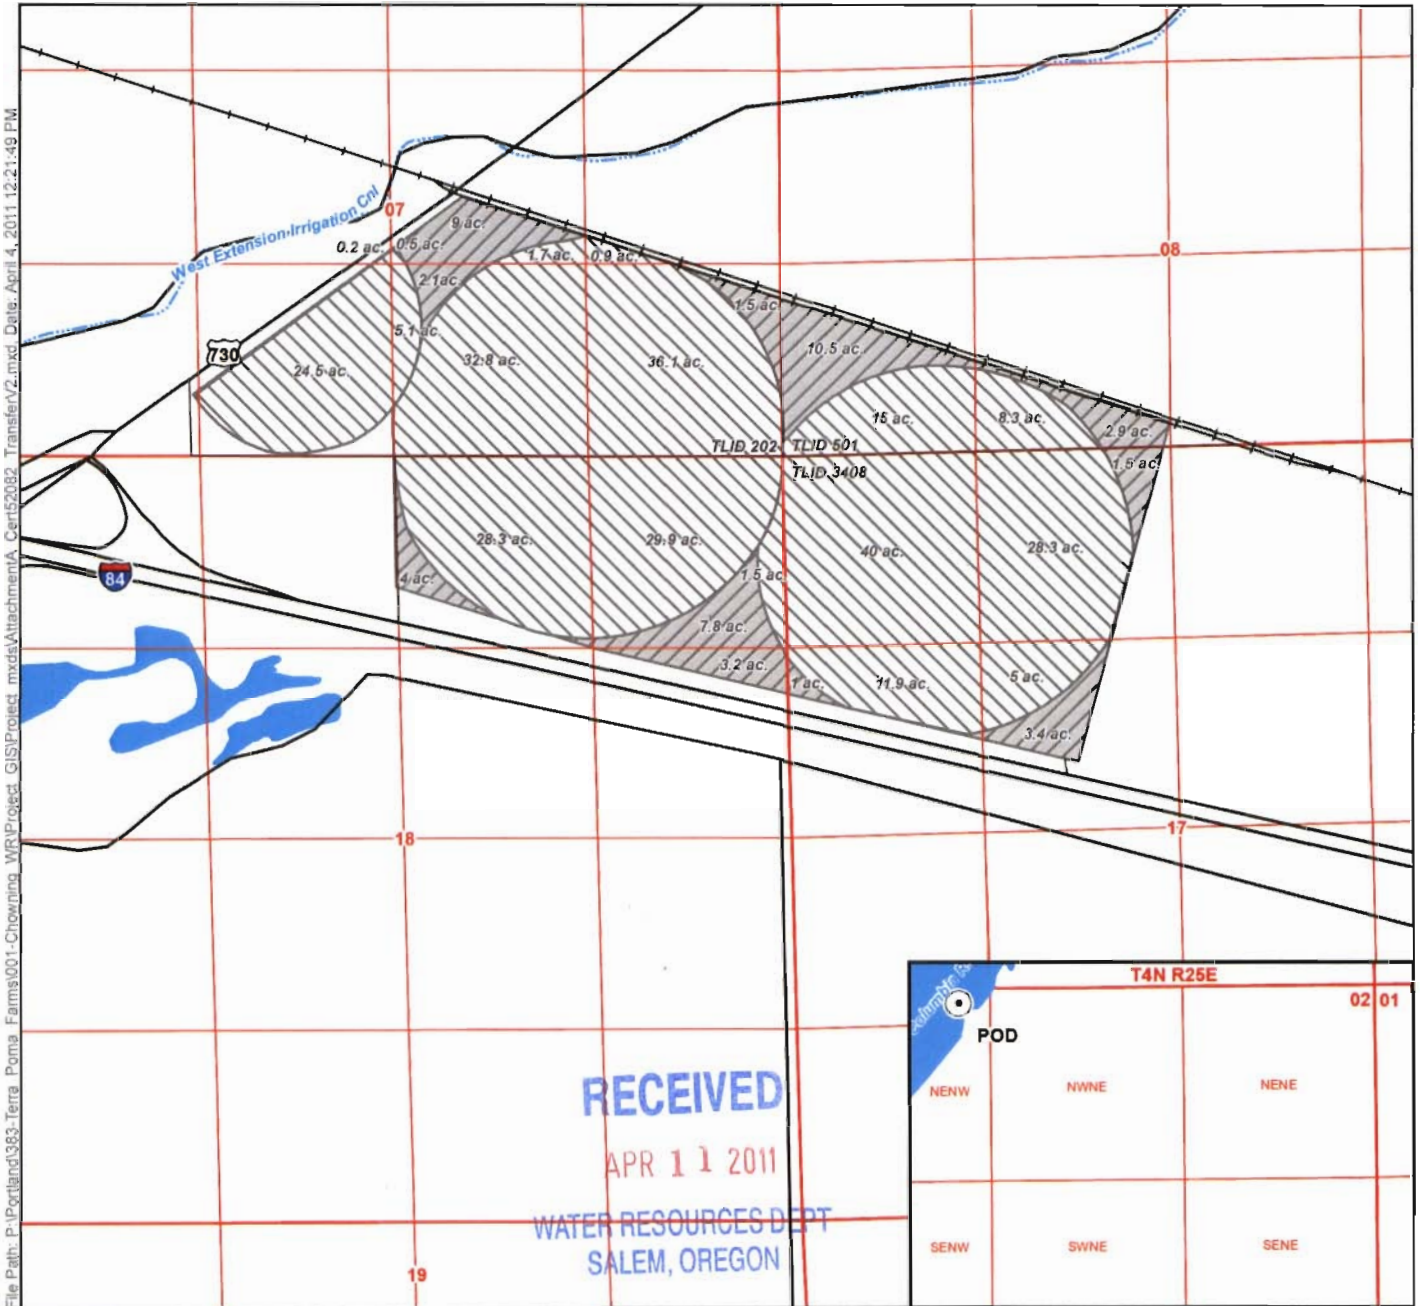 File Path: P:\Portland\383-Terra Poma Farms\001-Chowning WR\Project_GIS\Project_mxds\AttachmentA_Cert52082_TransferV2.mxd, Date: April 4, 2011 12:21:49 PM
West Extension Irrigation Cnl
07
08
9 ac.
0.2 ac.
0.5 ac.
1.7 ac.
0.9 ac.
2.1 ac.
1.5 ac.
5.1 ac.
10.5 ac.
730
24.5 ac.
32.8 ac.
36.1 ac.
15 ac.
8.3 ac.
2.9 ac.
TLID 202
TLID 501
1.5 ac.
TLID 3408
28.3 ac.
29.9 ac.
40 ac.
28.3 ac.
84
4 ac.
1.5 ac.
7.8 ac.
3.2 ac.
1 ac.
11.9 ac.
5 ac.
3.4 ac.
18
17
T4N R25E
02 01
POD
NENW
NWNE
NENE
SENW
SWNE
SENE
RECEIVED
APR 11 2011
WATER RESOURCES DEPT
SALEM, OREGON
19